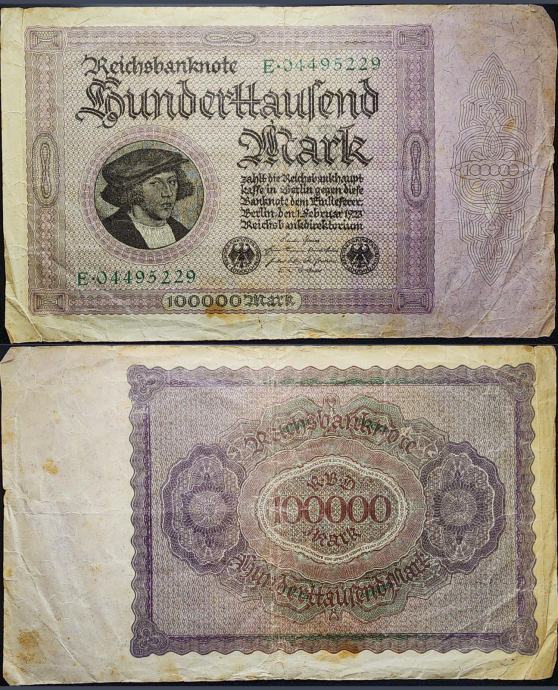 Reichsbanknote E·04495229
Hunderttausend
Mark
zahlt die Reichsbankhaupt
kasse in Berlin gegen diese
Banknote dem Einlieferer.
Berlin, den 1. Februar 1923
Reichsbankdirektorium
E·04495229
100000 Mark
100000
Reichsbanknote
R.B.D
100000
Mark
Hunderttausend Mark